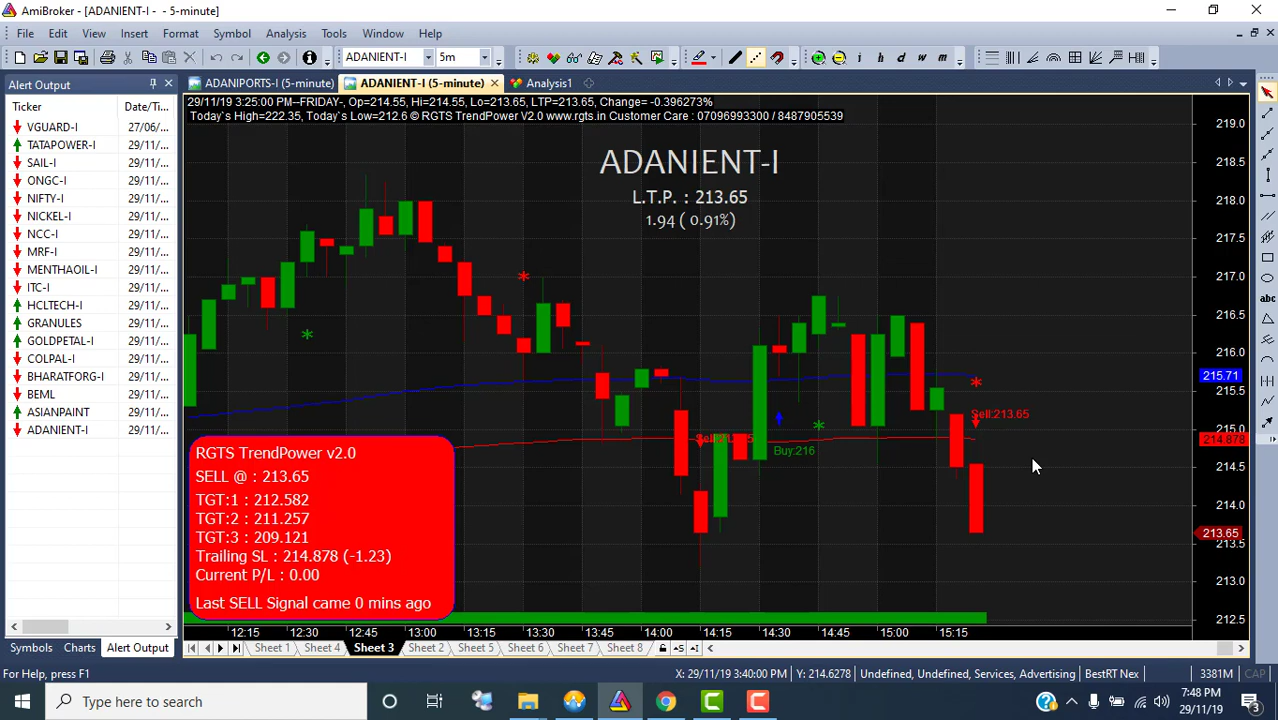 AmiBroker - [ADANIENT-I - - 5-minute]
File Edit View Insert Format Symbol Analysis Tools Window Help
ADANIENT-I 5m
Alert Output
ADANIPORTS-I (5-minute) ADANIENT-I (5-minute) Analysis1
Ticker Date/Ti...
VGUARD-I 27/06/...
TATAPOWER-I 29/11/...
SAIL-I 29/11/...
ONGC-I 29/11/...
NIFTY-I 29/11/...
NICKEL-I 29/11/...
NCC-I 29/11/...
MRF-I 29/11/...
MENTHAOIL-I 29/11/...
ITC-I 29/11/...
HCLTECH-I 29/11/...
GRANULES 29/11/...
GOLDPETAL-I 29/11/...
COLPAL-I 29/11/...
BHARATFORG-I 29/11/...
BEML 29/11/...
ASIANPAINT 29/11/...
ADANIENT-I 29/11/...
Symbols Charts Alert Output
29/11/19 3:25:00 PM--FRIDAY-, Op=214.55, Hi=214.55, Lo=213.65, LTP=213.65, Change= -0.396273%
Today`s High=222.35, Today`s Low=212.6 © RGTS TrendPower V2.0 www.rgts.in Customer Care : 07096993300 / 8487905539
ADANIENT-I
L.T.P. : 213.65
1.94 ( 0.91%)
219.0
218.5
218.0
217.5
217.0
216.5
216.0
215.71
215.5
215.0
214.878
214.5
214.0
213.65
213.5
213.0
212.5
Sell:213.65
Buy:216
RGTS TrendPower v2.0
SELL @ : 213.65
TGT:1 : 212.582
TGT:2 : 211.257
TGT:3 : 209.121
Trailing SL : 214.878 (-1.23)
Current P/L : 0.00
Last SELL Signal came 0 mins ago
12:15 12:30 12:45 13:00 13:15 13:30 13:45 14:00 14:15 14:30 14:45 15:00 15:15
Sheet 1 Sheet 4 Sheet 3 Sheet 2 Sheet 5 Sheet 6 Sheet 7 Sheet 8
For Help, press F1 X: 29/11/19 3:40:00 PM Y: 214.6278 Undefined, Undefined, Services, Advertising BestRT Nex 3381M CAP
Type here to search
7:48 PM
29/11/19